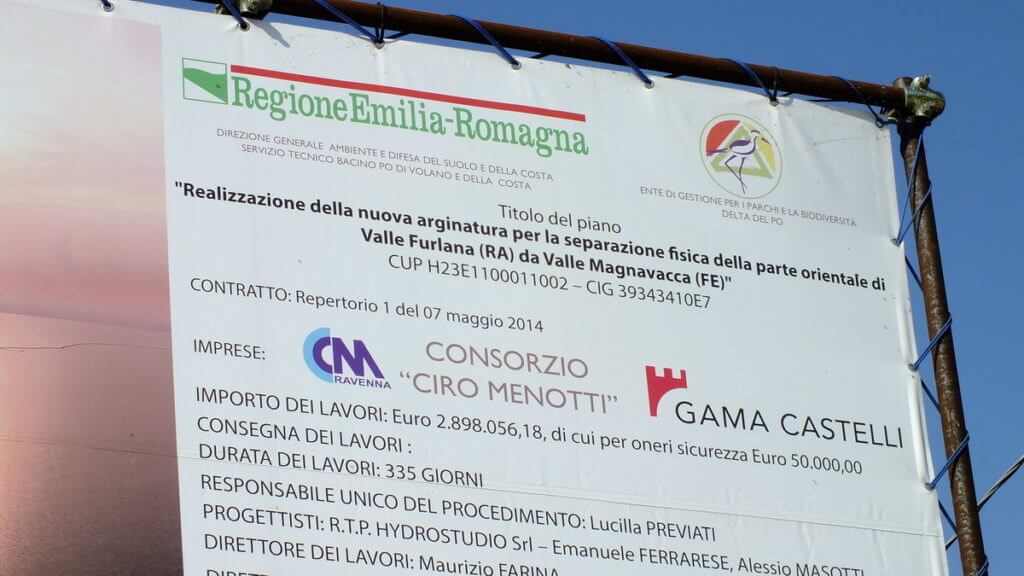 RegioneEmilia-Romagna
DIREZIONE GENERALE AMBIENTE E DIFESA DEL SUOLO E DELLA COSTA
SERVIZIO TECNICO BACINO PO DI VOLANO E DELLA COSTA
ENTE DI GESTIONE PER I PARCHI E LA BIODIVERSITÀ
DELTA DEL PO
Titolo del piano
"Realizzazione della nuova arginatura per la separazione fisica della parte orientale di
Valle Furlana (RA) da Valle Magnavacca (FE)"
CUP H23E1100011002 – CIG 39343410E7
CONTRATTO: Repertorio 1 del 07 maggio 2014
IMPRESE:
CNM
RAVENNA
CONSORZIO
"CIRO MENOTTI"
GAMA CASTELLI
IMPORTO DEI LAVORI: Euro 2.898.056,18, di cui per oneri sicurezza Euro 50.000,00
CONSEGNA DEI LAVORI :
DURATA DEI LAVORI: 335 GIORNI
RESPONSABILE UNICO DEL PROCEDIMENTO: Lucilla PREVIATI
PROGETTISTI: R.T.P. HYDROSTUDIO Srl – Emanuele FERRARESE, Alessio MASOTTI
DIRETTORE DEI LAVORI: Maurizio FARINA